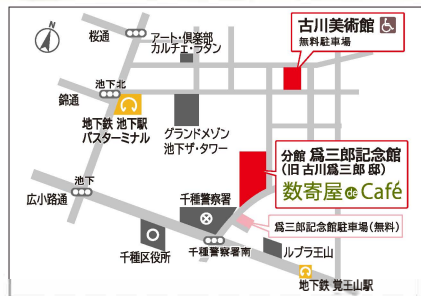 N
桜通
アート・倶楽部
カルチェ・ラタン
古川美術館
無料駐車場
池下北
錦通
地下鉄 池下駅
バスターミナル
グランドメゾン
池下ザ・タワー
分館 爲三郎記念館
(旧 古川爲三郎 邸)
数寄屋 de Café
池下
広小路通
千種警察署
爲三郎記念館駐車場(無料)
千種区役所
千種警察署南
ルブラ王山
地下鉄 覚王山駅